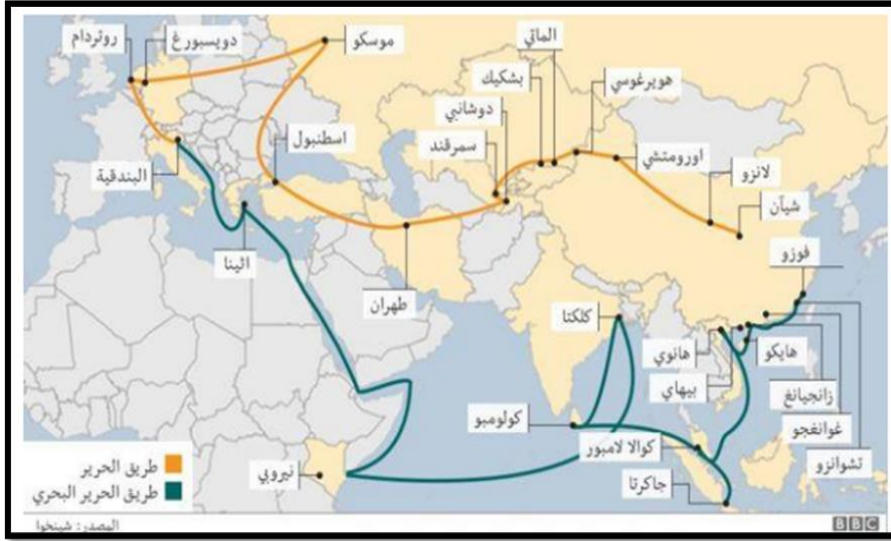 روتردام
دويسبورغ
موسكو
الماتي
بشكيك
هويرغوسي
دوشانبي
سمرقند
اسطنبول
اورومتشي
لانزو
شيآن
البندقية
اثينا
طهران
فوزو
كلكتا
هانوي
هايكو
بيهاي
زانجيانغ
غوانغجو
تشوانزو
كولومبو
كوالا لامبور
جاكرتا
نيروبي
طريق الحرير
طريق الحرير البحري
المصدر: شينخوا
BBC